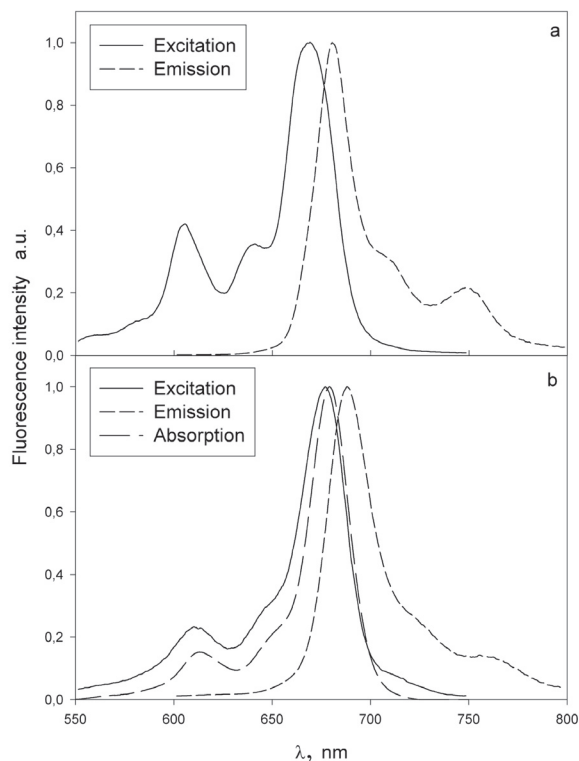 a
Excitation
Emission
1,0
0,8
0,6
0,4
0,2
0,0
Fluorescence intensity a.u.
b
Excitation
Emission
Absorption
1,0
0,8
0,6
0,4
0,2
0,0
550 600 650 700 750 800
λ, nm